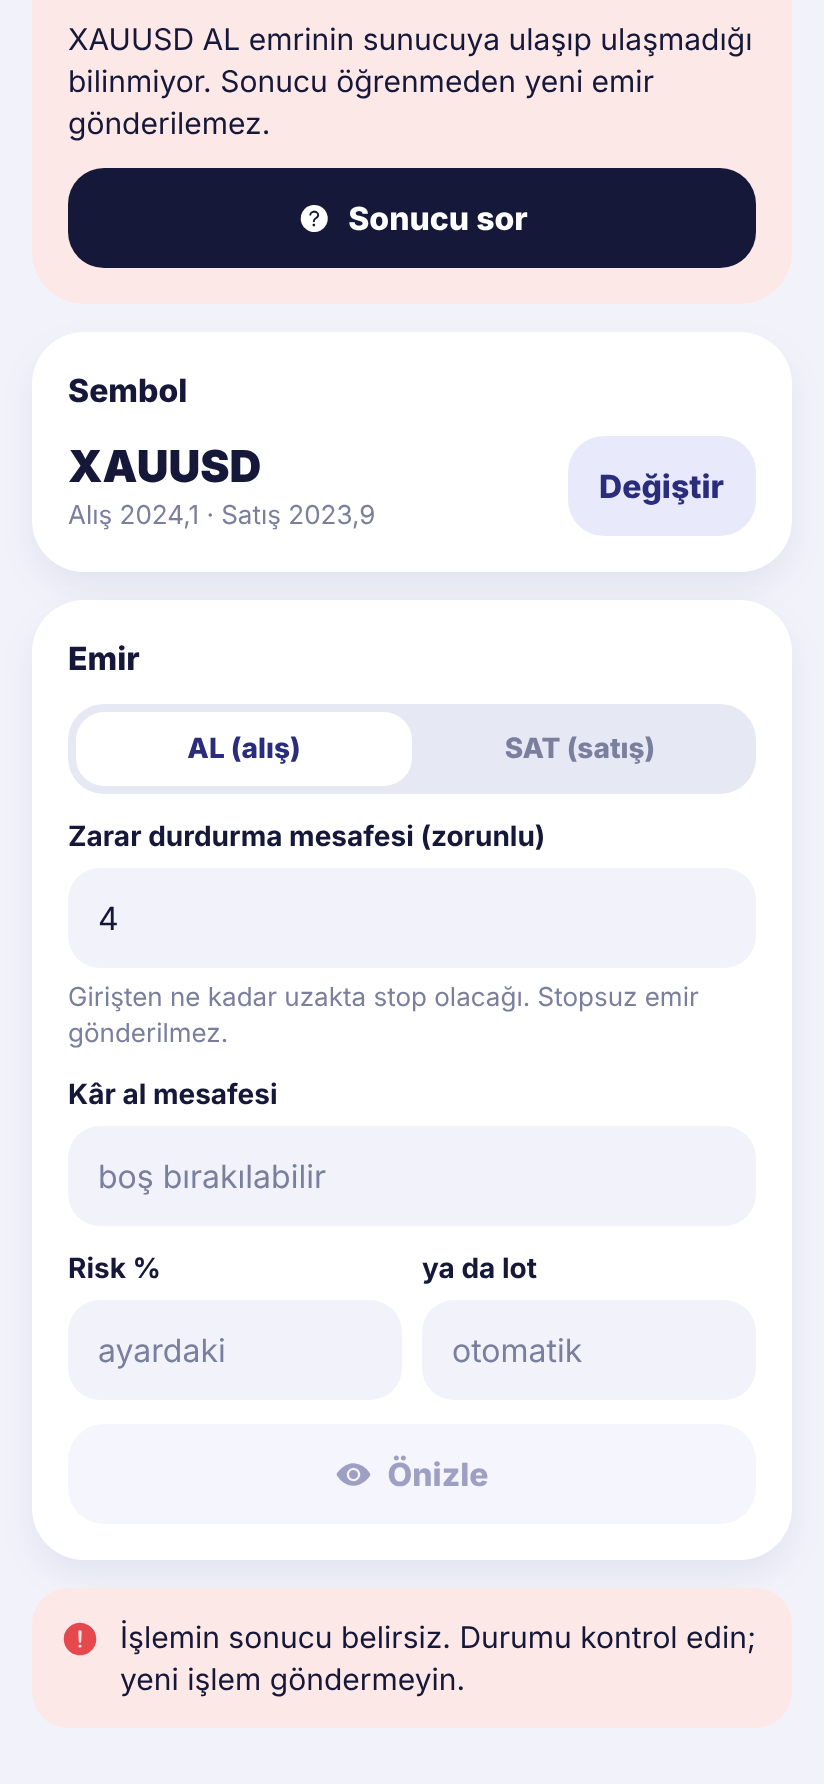 XAUUSD AL emrinin sunucuya ulaşıp ulaşmadığı
bilinmiyor. Sonucu öğrenmeden yeni emir
gönderilemez.
Sonucu sor
Sembol
XAUUSD
Alış 2024,1 · Satış 2023,9
Değiştir
Emir
AL (alış)
SAT (satış)
Zarar durdurma mesafesi (zorunlu)
4
Girişten ne kadar uzakta stop olacağı. Stopsuz emir
gönderilmez.
Kâr al mesafesi
boş bırakılabilir
Risk %
ya da lot
ayardaki
otomatik
Önizle
İşlemin sonucu belirsiz. Durumu kontrol edin;
yeni işlem göndermeyin.